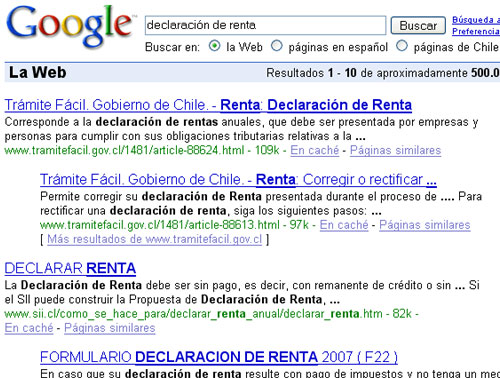 Google™
declaración de renta
Buscar
Búsqueda a
Preferencia
Buscar en: la Web páginas en español páginas de Chile
La Web Resultados 1 - 10 de aproximadamente 500.0
Trámite Fácil. Gobierno de Chile. - Renta: Declaración de Renta
Corresponde a la declaración de rentas anuales, que debe ser presentada por empresas y
personas para cumplir con sus obligaciones tributarias relativas a la ...
www.tramitefacil.gov.cl/1481/article-88624.html - 109k - En caché - Páginas similares
Trámite Fácil. Gobierno de Chile. - Renta: Corregir o rectificar ...
Permite corregir su declaración de Renta presentada durante el proceso de .... Para
rectificar una declaración de renta, siga los siguientes pasos: ...
www.tramitefacil.gov.cl/1481/article-88613.html - 97k - En caché - Páginas similares
[ Más resultados de www.tramitefacil.gov.cl ]
DECLARAR RENTA
La Declaración de Renta debe ser sin pago, es decir, con remanente de crédito o sin ... Si
el SII puede construir la Propuesta de Declaración de Renta, ...
www.sii.cl/como_se_hace_para/declarar_renta_anual/declarar_renta.htm - 82k -
En caché - Páginas similares
FORMULARIO DECLARACION DE RENTA 2007 ( F22 )
En caso que su declaración de renta resulte con pago de impuestos y no tenga un med